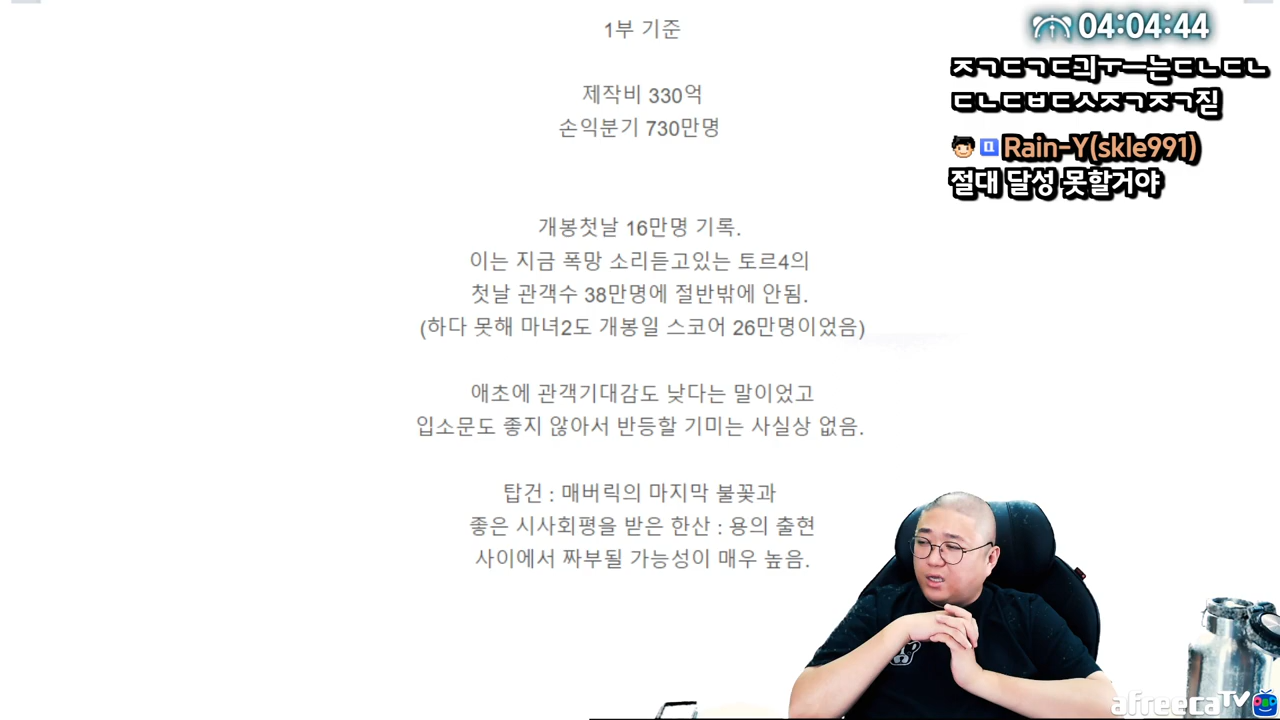 1부 기준
제작비 330억
손익분기 730만명
개봉첫날 16만명 기록.
이는 지금 폭망 소리듣고있는 토르4의
첫날 관객수 38만명에 절반밖에 안됨.
(하다 못해 마녀2도 개봉일 스코어 26만명이었음)
애초에 관객기대감도 낮다는 말이었고
입소문도 좋지 않아서 반등할 기미는 사실상 없음.
탑건 : 매버릭의 마지막 불꽃과
좋은 시사회평을 받은 한산 : 용의 출현
사이에서 짜부될 가능성이 매우 높음.
04:04:44
ㅈㄱㄷㄱㄷ괴ㅜㅡ는ㄷㄴㄷㄴ
ㄷㄴㄷㅂㄷㅅㅈㄱㅈㄱ짇
Rain-Y(skle991)
절대 달성 못할거야
afreecaTV